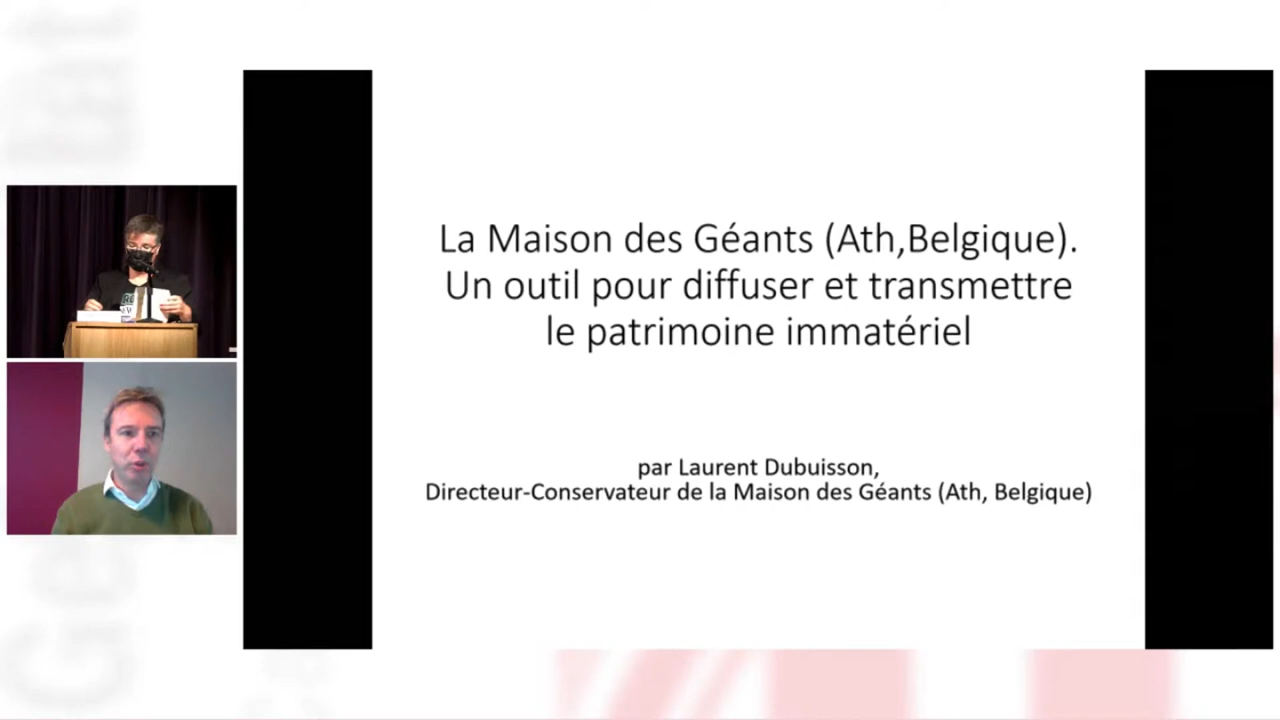 La Maison des Géants (Ath,Belgique).
Un outil pour diffuser et transmettre
le patrimoine immatériel
par Laurent Dubuisson,
Directeur-Conservateur de la Maison des Géants (Ath, Belgique)